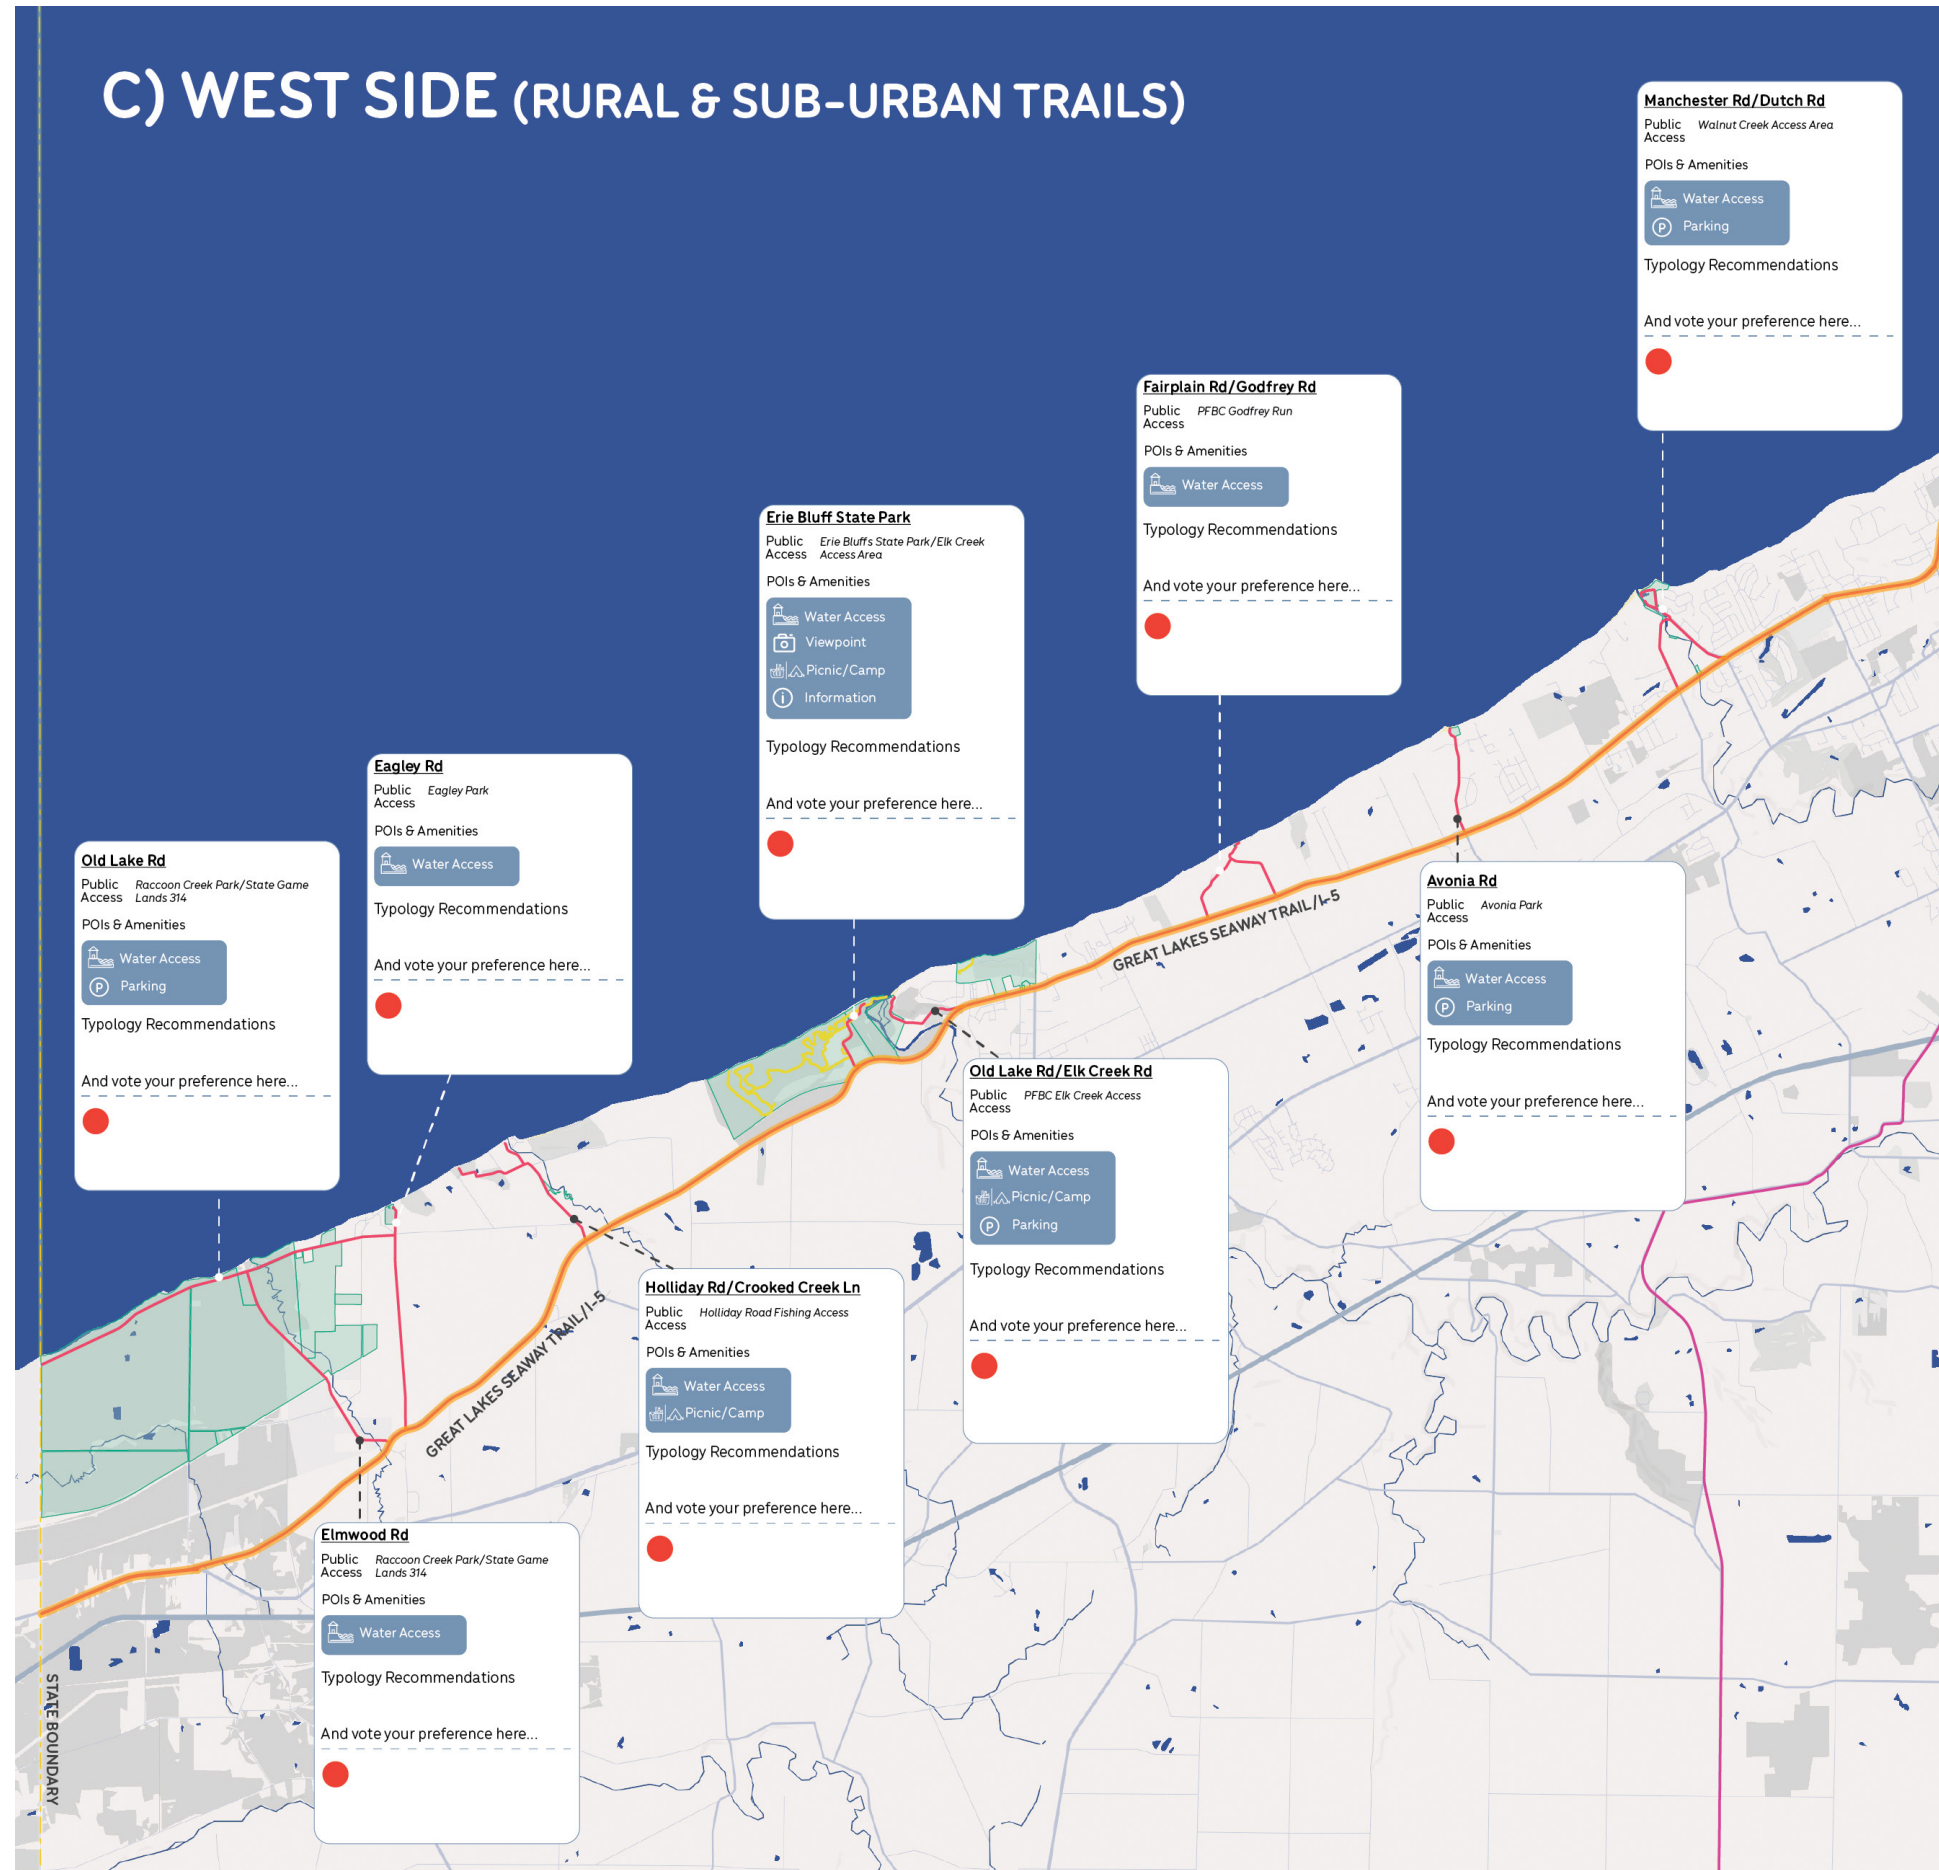 C) WEST SIDE (RURAL & SUB-URBAN TRAILS)
Manchester Rd/Dutch Rd
Public Access Walnut Creek Access Area
POIs & Amenities
Water Access
P Parking
Typology Recommendations
And vote your preference here...
Fairplain Rd/Godfrey Rd
Public Access PFBC Godfrey Run
POIs & Amenities
Water Access
Typology Recommendations
And vote your preference here...
Erie Bluff State Park
Public Access Erie Bluffs State Park/Elk Creek
Access Area
POIs & Amenities
Water Access
Viewpoint
Picnic/Camp
i Information
Typology Recommendations
And vote your preference here...
Eagley Rd
Public Access Eagley Park
POIs & Amenities
Water Access
Typology Recommendations
And vote your preference here...
Old Lake Rd
Public Access Raccoon Creek Park/State Game
Lands 314
POIs & Amenities
Water Access
P Parking
Typology Recommendations
And vote your preference here...
Avonia Rd
Public Access Avonia Park
POIs & Amenities
Water Access
P Parking
Typology Recommendations
And vote your preference here...
GREAT LAKES SEAWAY TRAIL/I-5
Old Lake Rd/Elk Creek Rd
Public Access PFBC Elk Creek Access
POIs & Amenities
Water Access
Picnic/Camp
P Parking
Typology Recommendations
And vote your preference here...
Holliday Rd/Crooked Creek Ln
Public Access Holliday Road Fishing Access
POIs & Amenities
Water Access
Picnic/Camp
Typology Recommendations
And vote your preference here...
GREAT LAKES SEAWAY TRAIL/I-5
Elmwood Rd
Public Access Raccoon Creek Park/State Game
Lands 314
POIs & Amenities
Water Access
Typology Recommendations
And vote your preference here...
STATE BOUNDARY